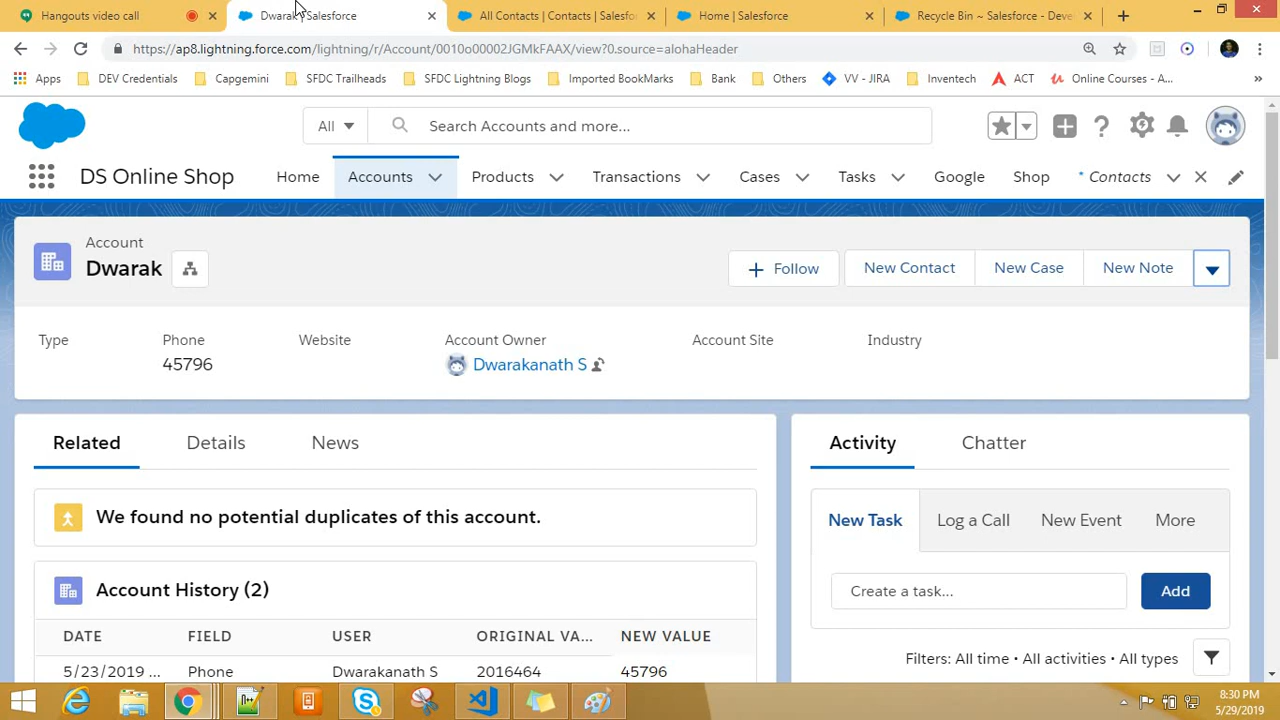 Hangouts video call
Dwarak | Salesforce
All Contacts | Contacts | Salesfor
Home | Salesforce
Recycle Bin ~ Salesforce - Deve
https://ap8.lightning.force.com/lightning/r/Account/0010o00002JGMkFAAX/view?0.source=alohaHeader
Apps DEV Credentials Capgemini SFDC Trailheads SFDC Lightning Blogs Imported BookMarks Bank Others VV - JIRA Inventech ACT Online Courses - A... »
All Search Accounts and more...
DS Online Shop Home Accounts Products Transactions Cases Tasks Google Shop * Contacts
Account
Dwarak
Follow New Contact New Case New Note
Type Phone Website Account Owner Account Site Industry
45796 Dwarakanath S
Related Details News
Activity Chatter
We found no potential duplicates of this account.
New Task Log a Call New Event More
Account History (2)
Create a task... Add
DATE FIELD USER ORIGINAL VA... NEW VALUE
5/23/2019 ... Phone Dwarakanath S 2016464 45796
Filters: All time • All activities • All types
8:30 PM
5/29/2019